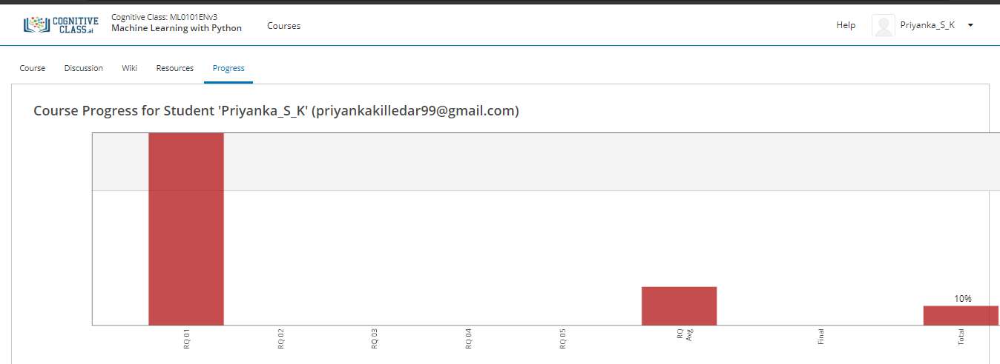 COGNITIVE
CLASS.ai
Cognitive Class: ML0101ENv3
Machine Learning with Python
Courses
Help
Priyanka_S_K
Course
Discussion
Wiki
Resources
Progress
Course Progress for Student 'Priyanka_S_K' (priyankakilledar99@gmail.com)
10%
RQ 01
RQ 02
RQ 03
RQ 04
RQ 05
RQ
Avg
Final
Total